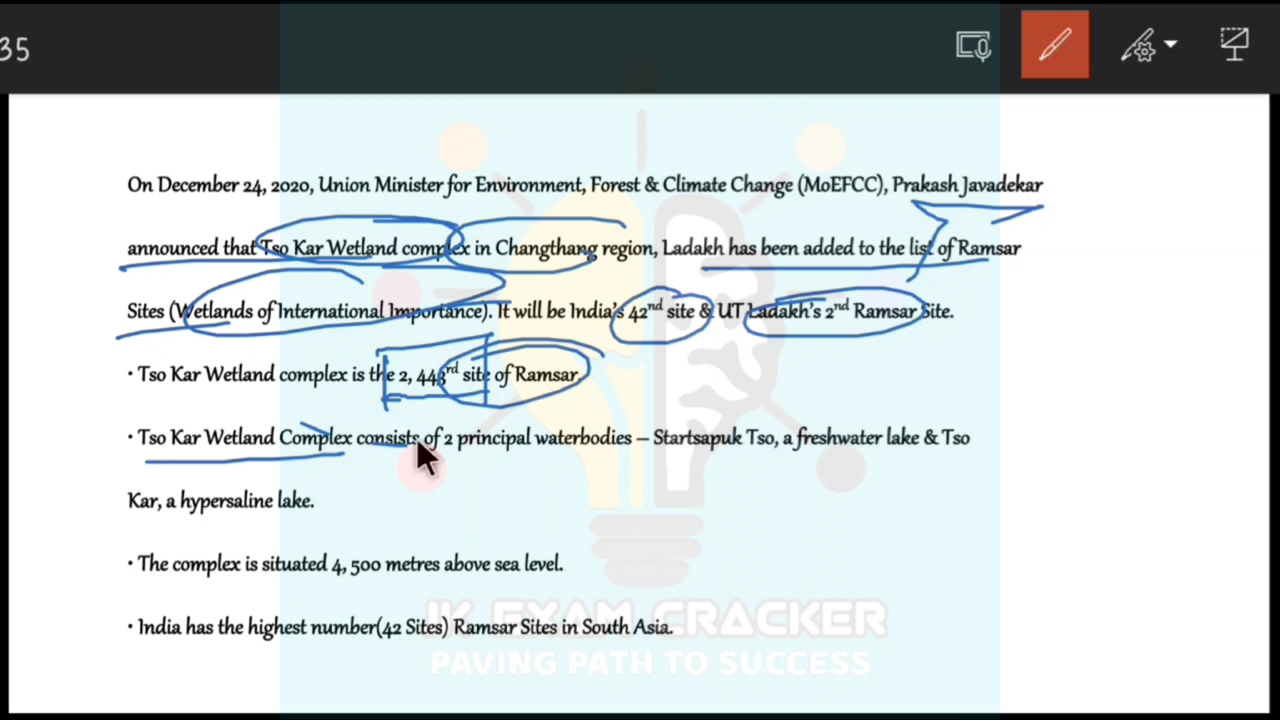 35
On December 24, 2020, Union Minister for Environment, Forest & Climate Change (MoEFCC), Prakash Javadekar
announced that Tso Kar Wetland complex in Changthang region, Ladakh has been added to the list of Ramsar
Sites (Wetlands of International Importance). It will be India's 42nd site & UT Ladakh's 2nd Ramsar Site.
• Tso Kar Wetland complex is the 2, 443rd site of Ramsar.
• Tso Kar Wetland Complex consists of 2 principal waterbodies – Startsapuk Tso, a freshwater lake & Tso
Kar, a hypersaline lake.
• The complex is situated 4, 500 metres above sea level.
• India has the highest number(42 Sites) Ramsar Sites in South Asia.
JK EXAM CRACKER
PAVING PATH TO SUCCESS